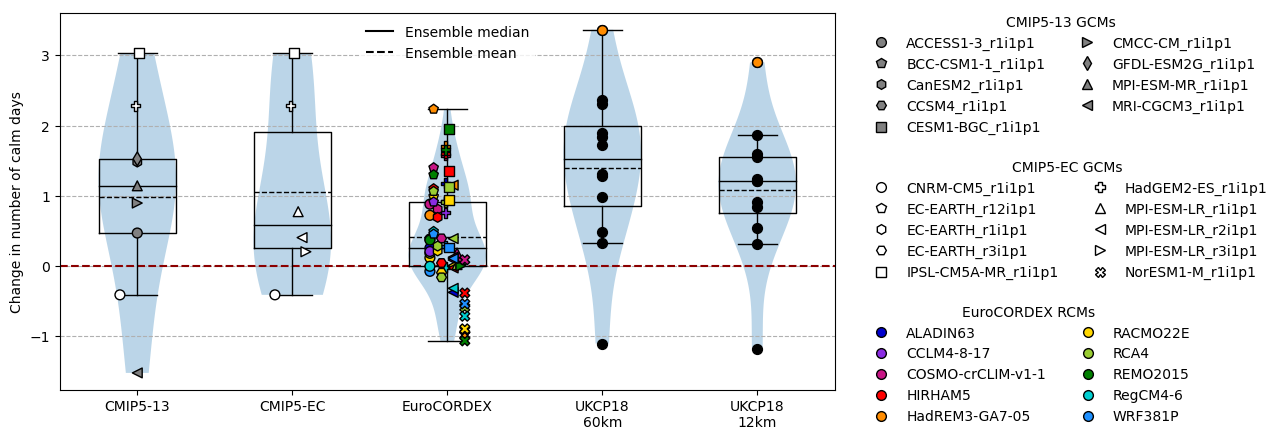 Change in number of calm days
3
2
1
0
−1
Ensemble median
Ensemble mean
CMIP5-13
CMIP5-EC
EuroCORDEX
UKCP18
60km
UKCP18
12km
CMIP5-13 GCMs
ACCESS1-3_r1i1p1
BCC-CSM1-1_r1i1p1
CanESM2_r1i1p1
CCSM4_r1i1p1
CESM1-BGC_r1i1p1
CMCC-CM_r1i1p1
GFDL-ESM2G_r1i1p1
MPI-ESM-MR_r1i1p1
MRI-CGCM3_r1i1p1
CMIP5-EC GCMs
CNRM-CM5_r1i1p1
EC-EARTH_r12i1p1
EC-EARTH_r1i1p1
EC-EARTH_r3i1p1
IPSL-CM5A-MR_r1i1p1
HadGEM2-ES_r1i1p1
MPI-ESM-LR_r1i1p1
MPI-ESM-LR_r2i1p1
MPI-ESM-LR_r3i1p1
NorESM1-M_r1i1p1
EuroCORDEX RCMs
ALADIN63
CCLM4-8-17
COSMO-crCLIM-v1-1
HIRHAM5
HadREM3-GA7-05
RACMO22E
RCA4
REMO2015
RegCM4-6
WRF381P